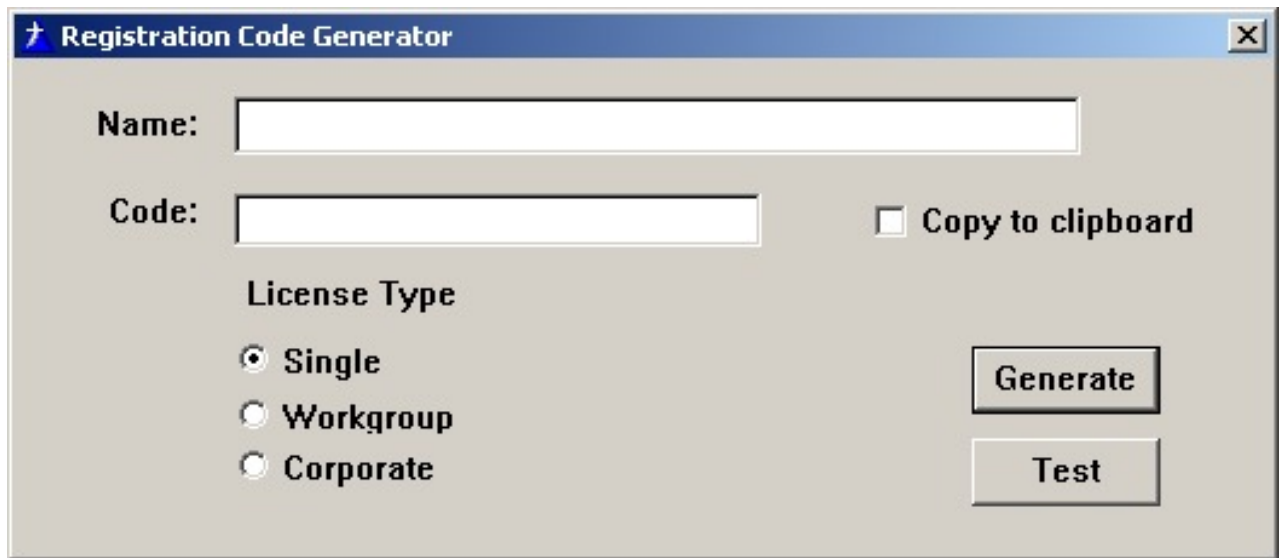 Registration Code Generator
Name:
Code:
Copy to clipboard
License Type
Single
Workgroup
Corporate
Generate
Test